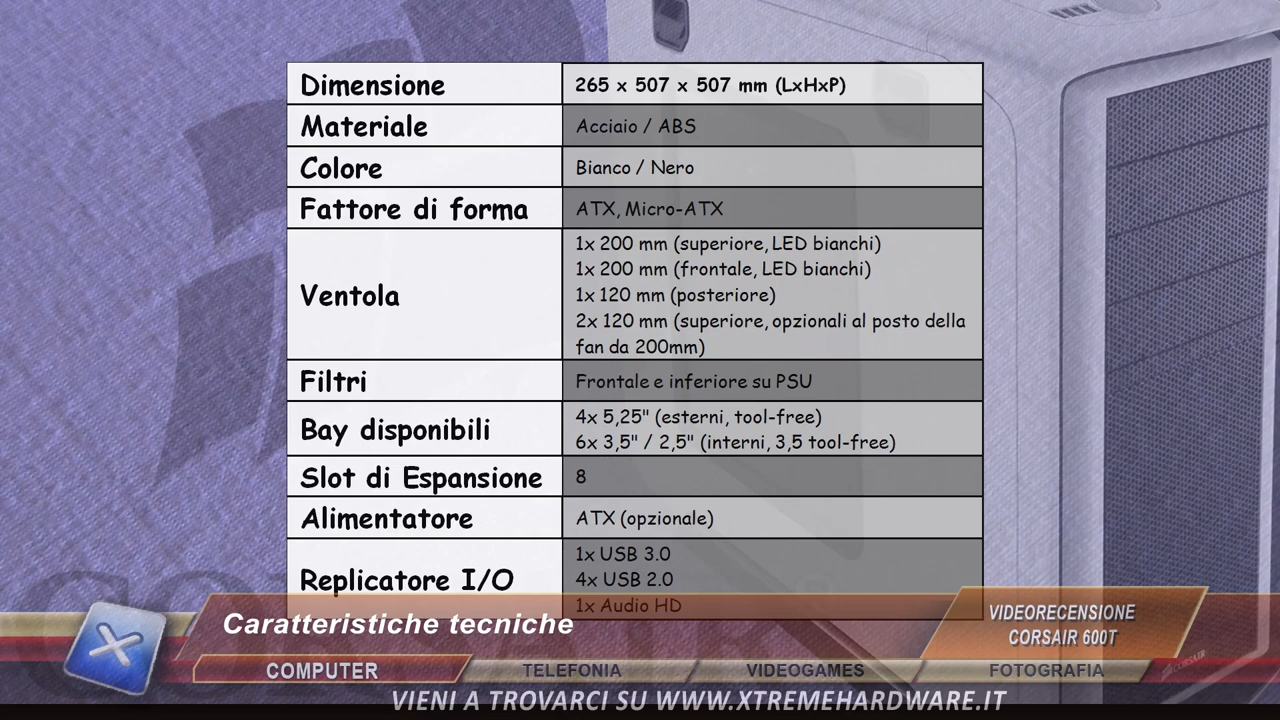 Dimensione
265 x 507 x 507 mm (LxHxP)
Materiale
Acciaio / ABS
Colore
Bianco / Nero
Fattore di forma
ATX, Micro-ATX
Ventola
1x 200 mm (superiore, LED bianchi)
1x 200 mm (frontale, LED bianchi)
1x 120 mm (posteriore)
2x 120 mm (superiore, opzionali al posto della
fan da 200mm)
Filtri
Frontale e inferiore su PSU
Bay disponibili
4x 5,25" (esterni, tool-free)
6x 3,5" / 2,5" (interni, 3,5 tool-free)
Slot di Espansione
8
Alimentatore
ATX (opzionale)
Replicatore I/O
1x USB 3.0
4x USB 2.0
1x Audio HD
Caratteristiche tecniche
VIDEORECENSIONE
CORSAIR 600T
COMPUTER
TELEFONIA
VIDEOGAMES
FOTOGRAFIA
CORSAIR
VIENI A TROVARCI SU WWW.XTREMEHARDWARE.IT